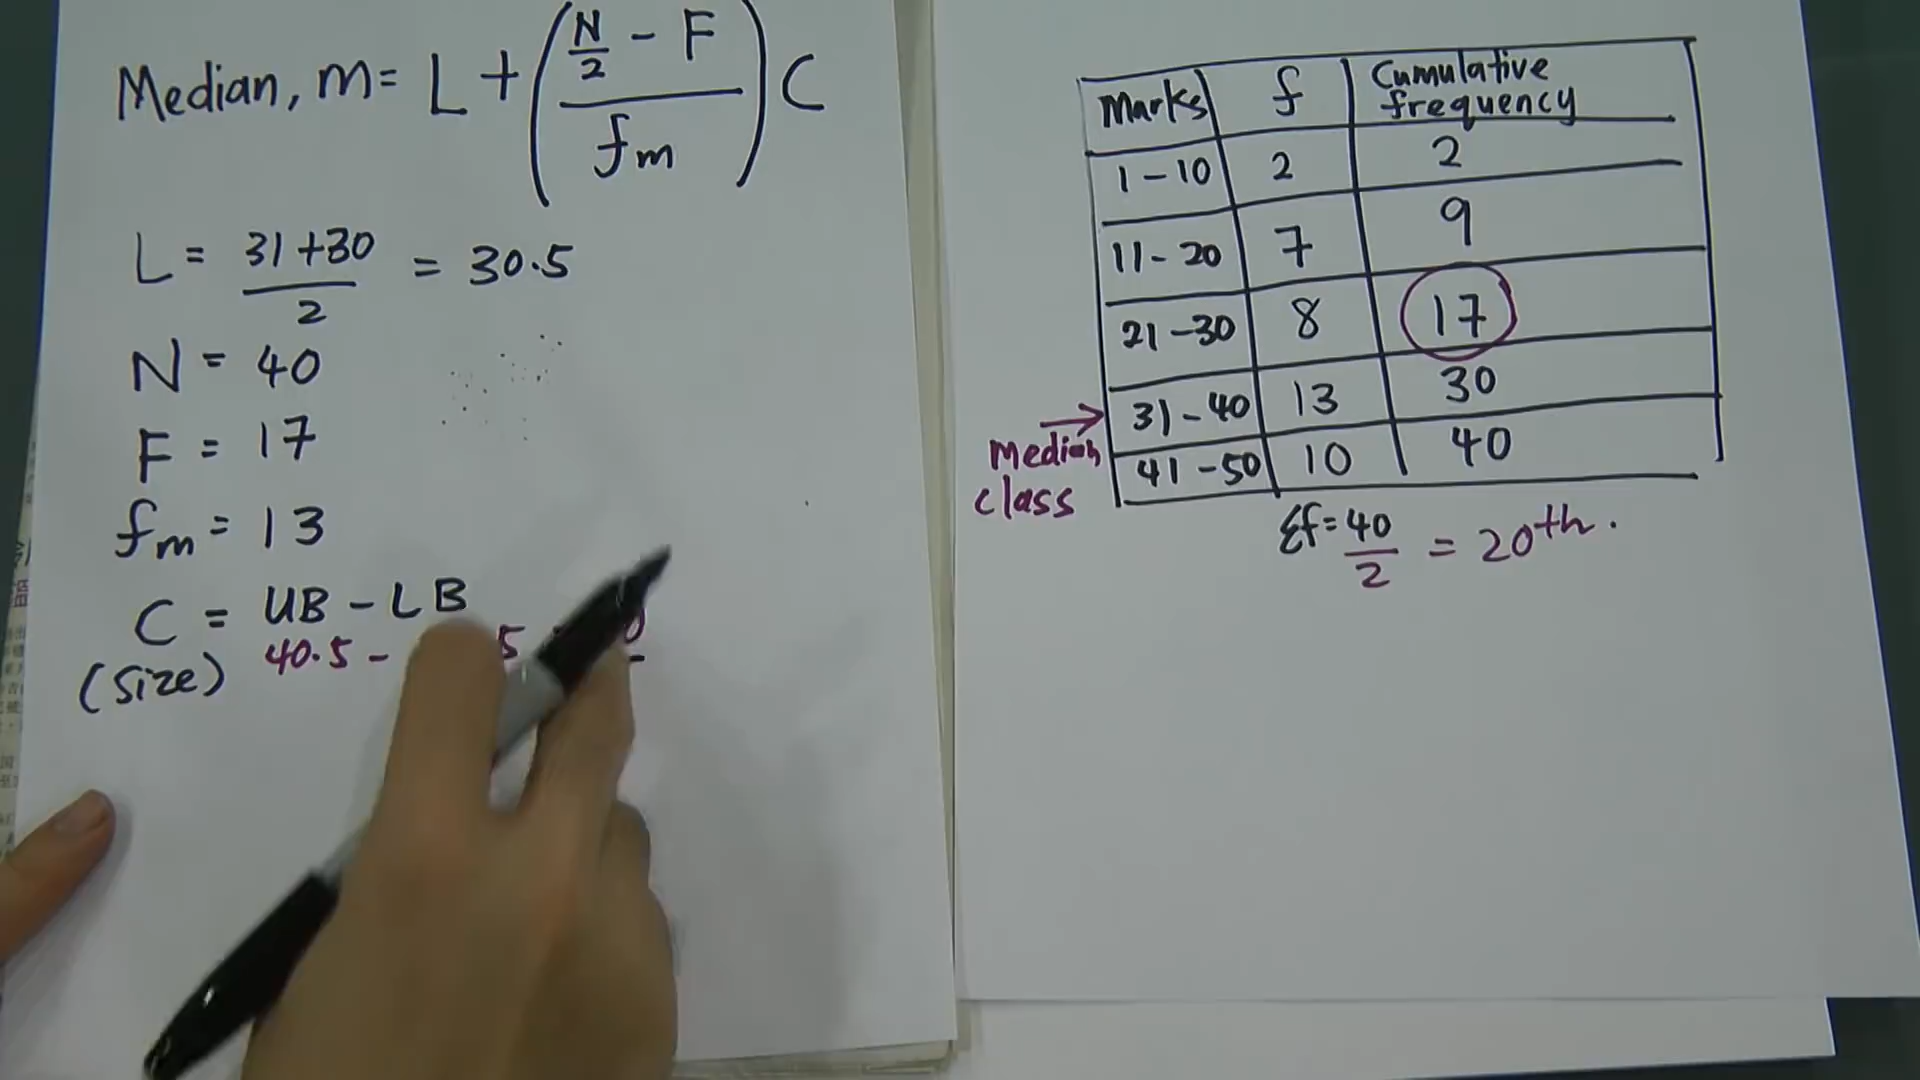 Median, m = L + ( (N/2 - F) / fm ) C
L = (31+30)/2 = 30.5
N = 40
F = 17
fm = 13
C = UB - LB
(size) 40.5 - 5
Marks f Cumulative frequency
1-10 2 2
11-20 7 9
21-30 8 17
31-40 13 30
41-50 10 40
Median
class
Σf = 40/2 = 20th.